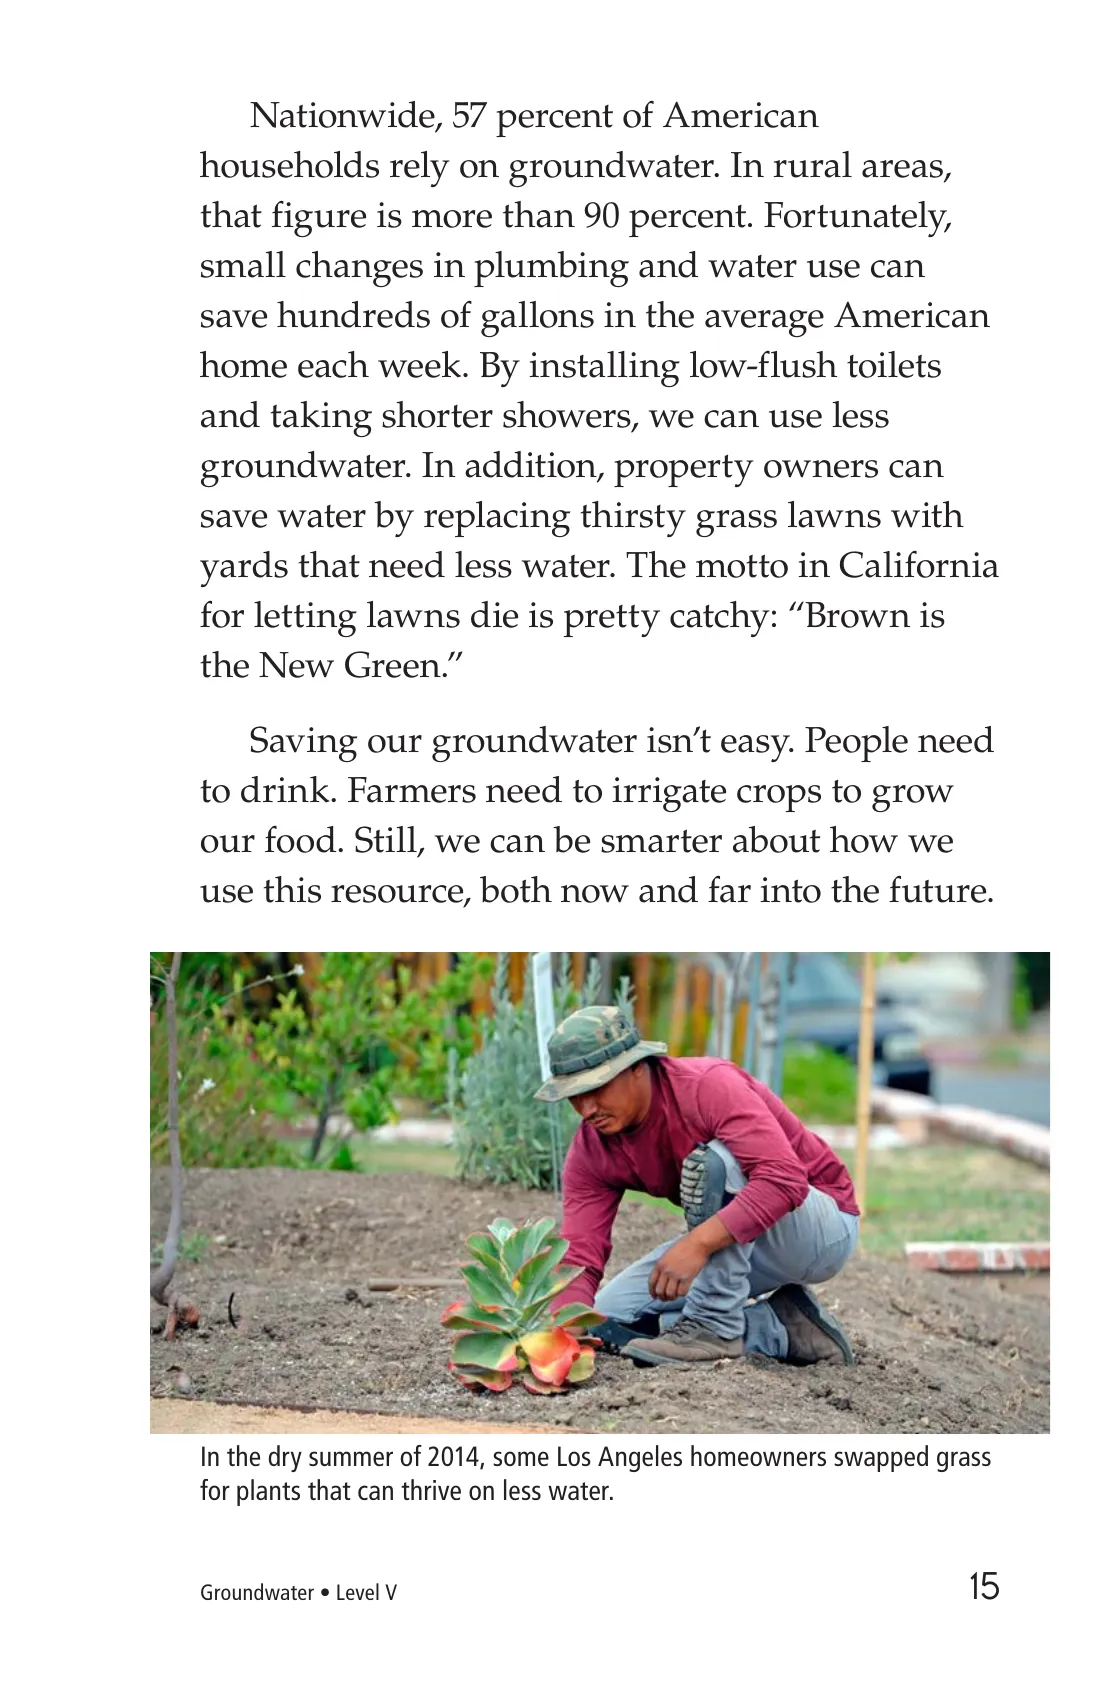 Nationwide, 57 percent of American
households rely on groundwater. In rural areas,
that figure is more than 90 percent. Fortunately,
small changes in plumbing and water use can
save hundreds of gallons in the average American
home each week. By installing low-flush toilets
and taking shorter showers, we can use less
groundwater. In addition, property owners can
save water by replacing thirsty grass lawns with
yards that need less water. The motto in California
for letting lawns die is pretty catchy: “Brown is
the New Green.”
Saving our groundwater isn’t easy. People need
to drink. Farmers need to irrigate crops to grow
our food. Still, we can be smarter about how we
use this resource, both now and far into the future.
In the dry summer of 2014, some Los Angeles homeowners swapped grass
for plants that can thrive on less water.
Groundwater • Level V
15